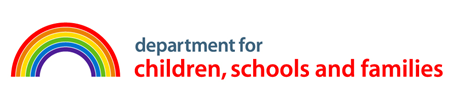 department for
children, schools and families